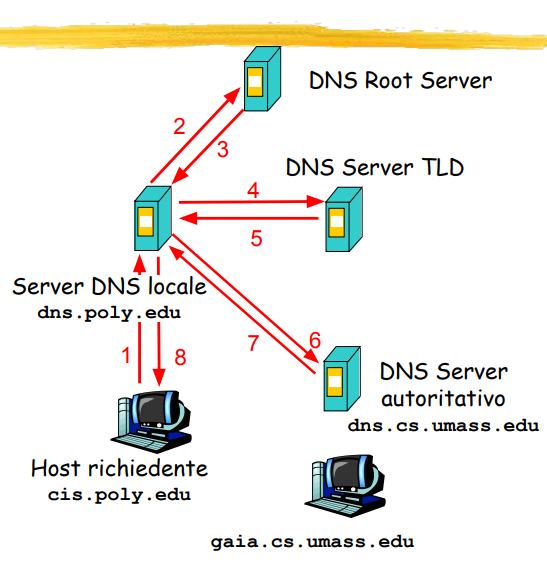 DNS Root Server
2
3
DNS Server TLD
4
5
Server DNS locale
dns.poly.edu
6
7
1
8
DNS Server
autoritativo
dns.cs.umass.edu
Host richiedente
cis.poly.edu
gaia.cs.umass.edu